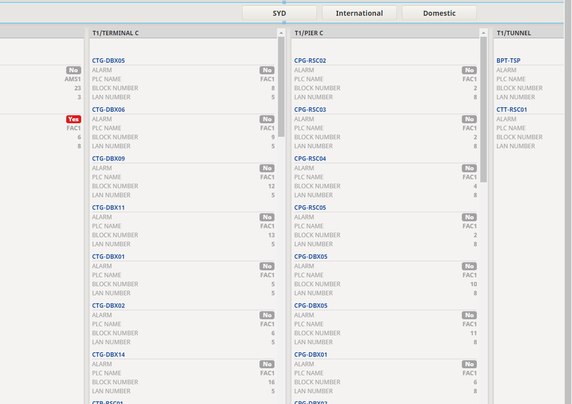 SYD
International
Domestic
No
AMS1
23
3
Yes
FAC1
6
8
T1/TERMINAL C
CTG-DBX05
ALARM No
PLC NAME FAC1
BLOCK NUMBER 8
LAN NUMBER 5
CTG-DBX06
ALARM No
PLC NAME FAC1
BLOCK NUMBER 9
LAN NUMBER 5
CTG-DBX09
ALARM No
PLC NAME FAC1
BLOCK NUMBER 12
LAN NUMBER 5
CTG-DBX11
ALARM No
PLC NAME FAC1
BLOCK NUMBER 13
LAN NUMBER 5
CTG-DBX01
ALARM No
PLC NAME FAC1
BLOCK NUMBER 5
LAN NUMBER 5
CTG-DBX02
ALARM No
PLC NAME FAC1
BLOCK NUMBER 6
LAN NUMBER 5
CTG-DBX14
ALARM No
PLC NAME FAC1
BLOCK NUMBER 16
LAN NUMBER 5
CTP-RSC01
T1/PIER C
CPG-RSC02
ALARM No
PLC NAME FAC1
BLOCK NUMBER 2
LAN NUMBER 8
CPG-RSC03
ALARM No
PLC NAME FAC1
BLOCK NUMBER 2
LAN NUMBER 8
CPG-RSC04
ALARM No
PLC NAME FAC1
BLOCK NUMBER 4
LAN NUMBER 8
CPG-RSC05
ALARM No
PLC NAME FAC1
BLOCK NUMBER 2
LAN NUMBER 8
CPG-DBX05
ALARM No
PLC NAME FAC1
BLOCK NUMBER 10
LAN NUMBER 8
CPG-DBX05
ALARM No
PLC NAME FAC1
BLOCK NUMBER 11
LAN NUMBER 8
CPG-DBX01
ALARM No
PLC NAME FAC1
BLOCK NUMBER 6
LAN NUMBER 8
CPG-DBX02
T1/TUNNEL
BPT-TSP
ALARM
PLC NAME
BLOCK NUMBER
LAN NUMBER
CTT-RSC01
ALARM
PLC NAME
BLOCK NUMBER
LAN NUMBER